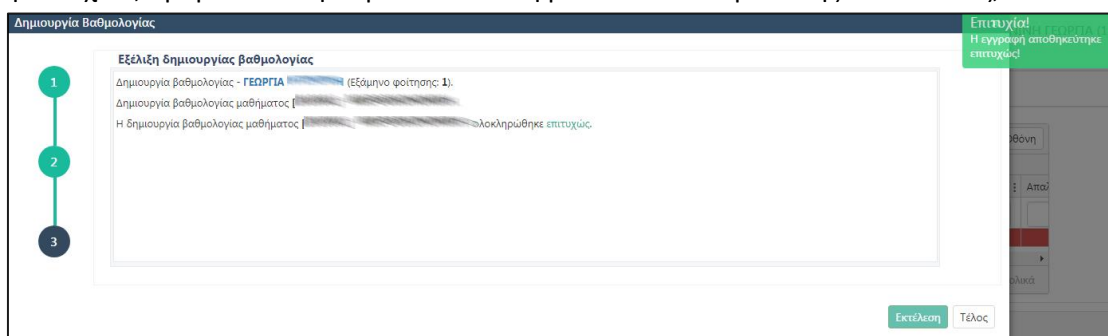 Δημιουργία Βαθμολογίας
Επιτυχία!
Η εγγραφή αποθηκεύτηκε
επιτυχώς!
Εξέλιξη δημιουργίας βαθμολογίας
1
Δημιουργία βαθμολογίας - ΓΕΩΡΓΙΑ (Εξάμηνο φοίτησης: 1).
Δημιουργία βαθμολογίας μαθήματος [
Η δημιουργία βαθμολογίας μαθήματος [ λοκληρώθηκε επιτυχώς.
2
3
Εκτέλεση Τέλος